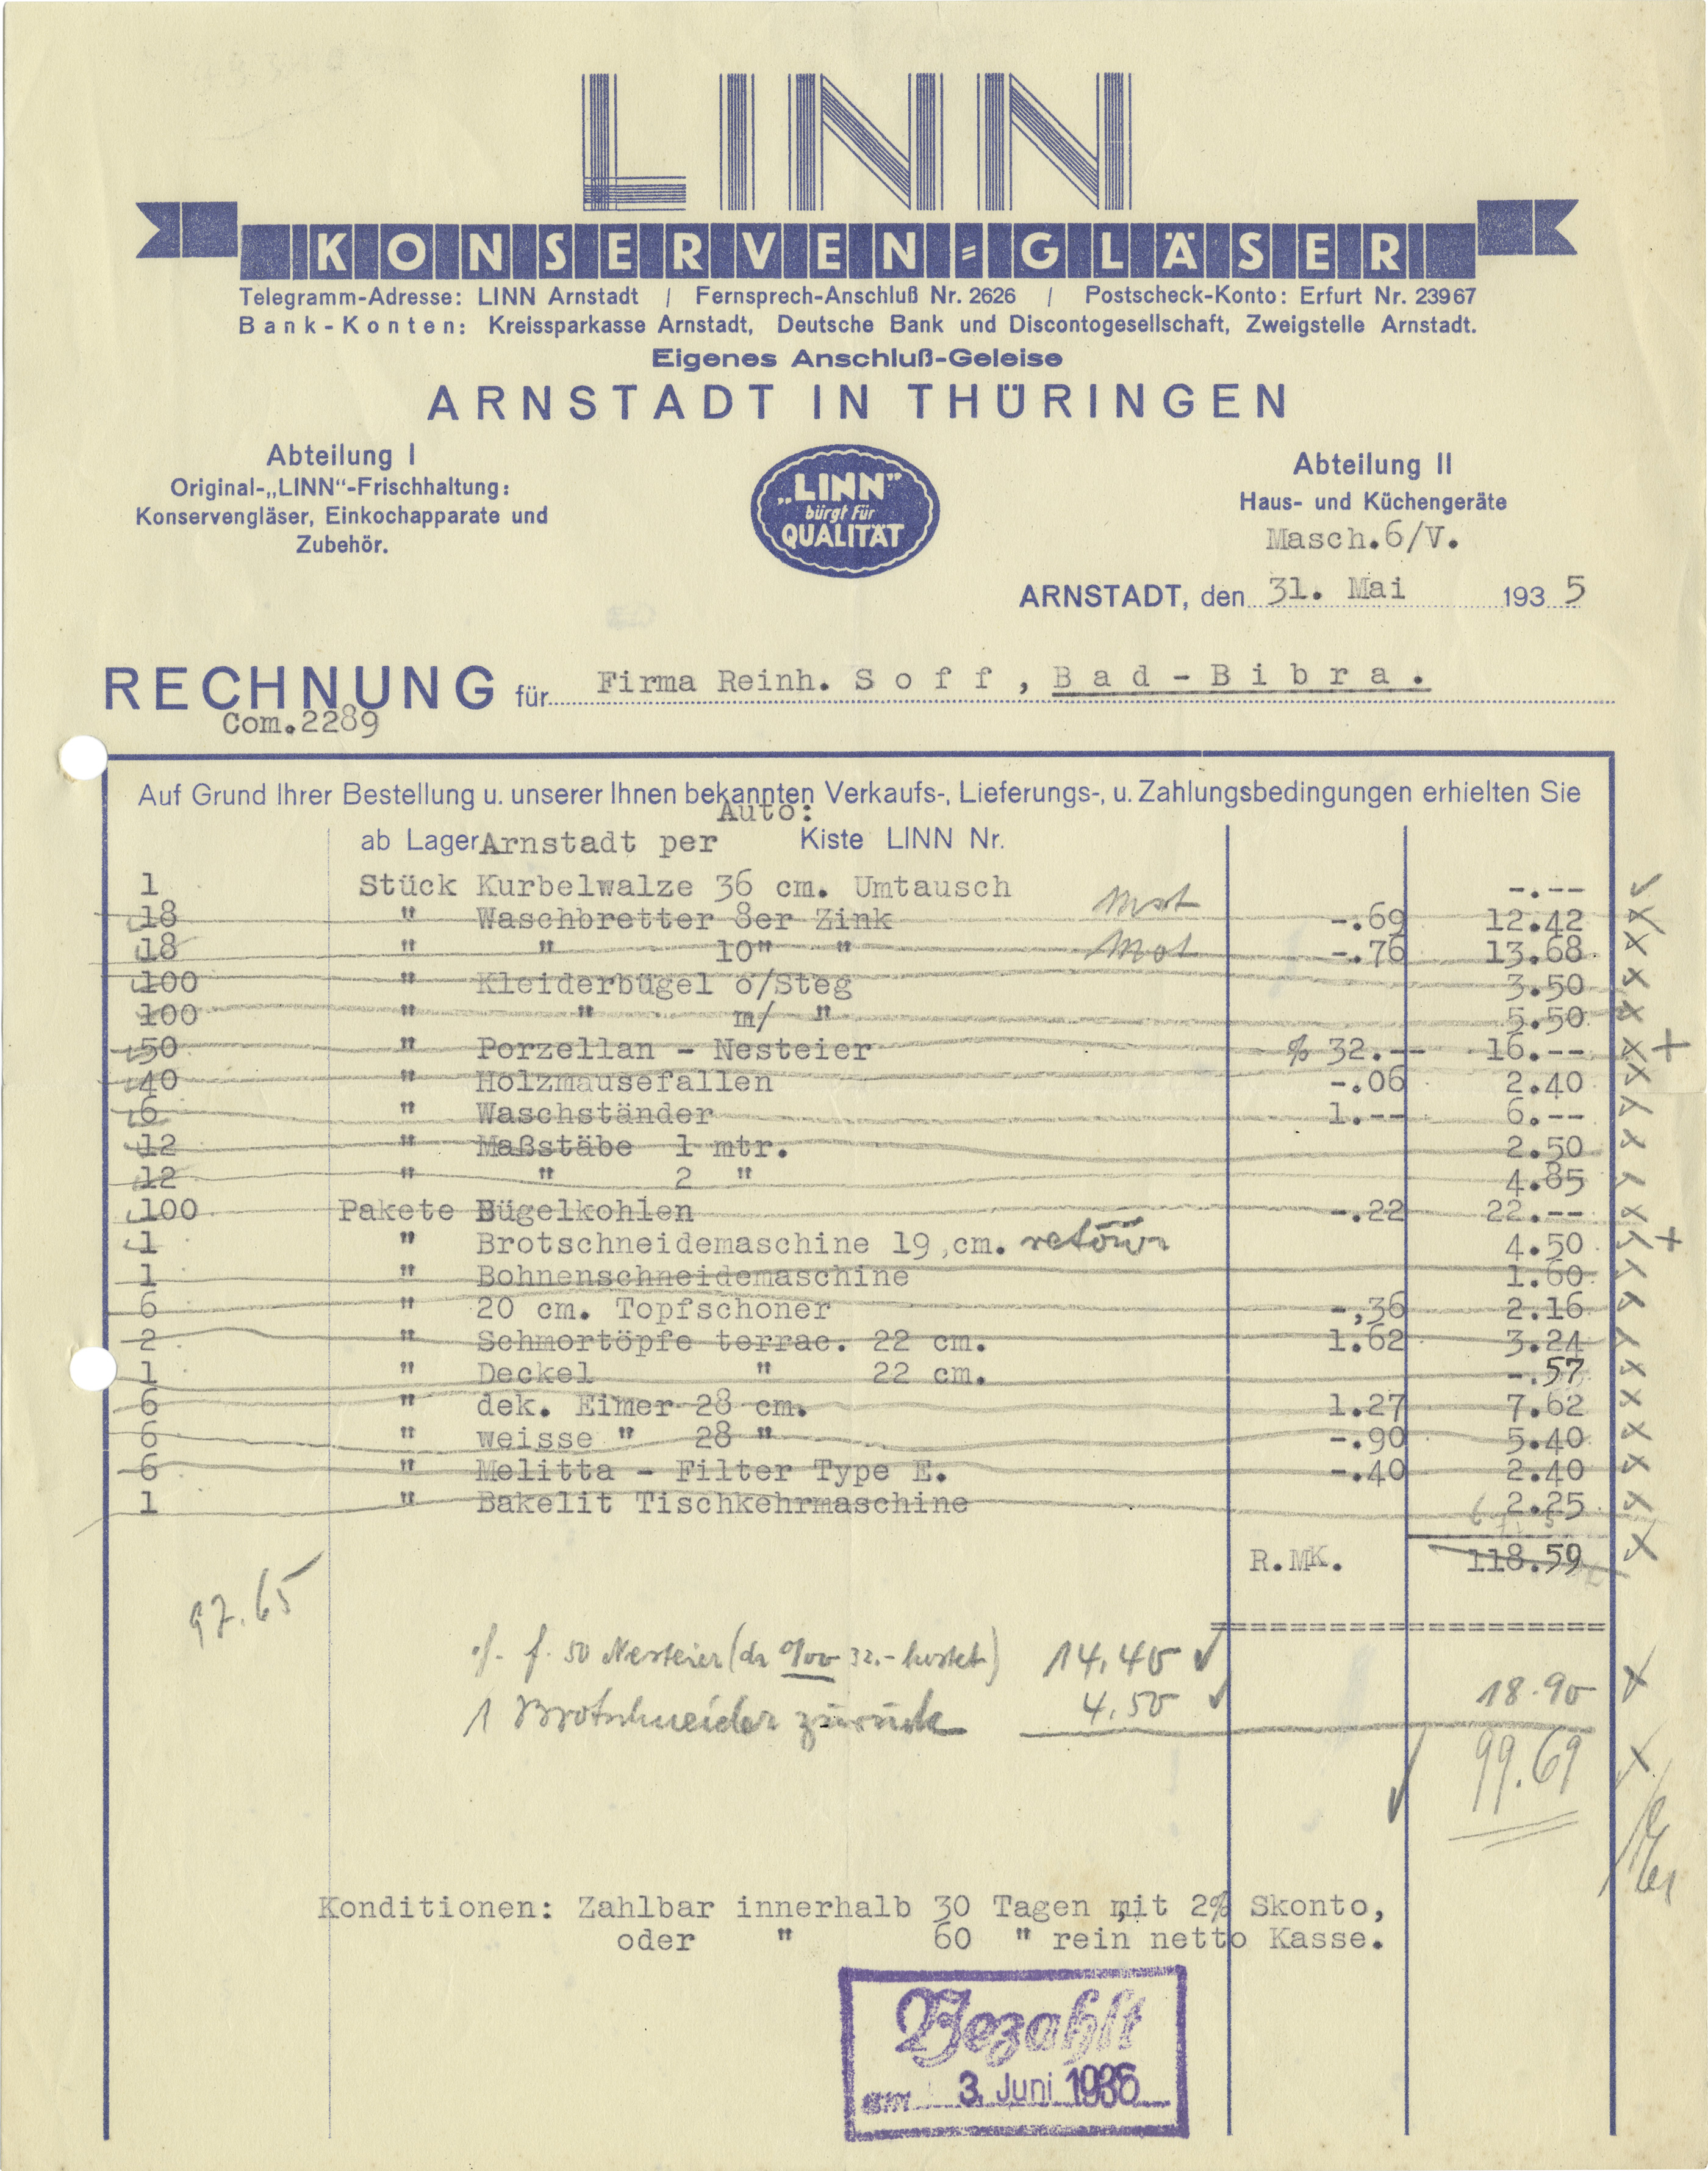 LINN
KONSERVEN=GLÄSER
Telegramm-Adresse: LINN Arnstadt / Fernsprech-Anschluß Nr. 2626 / Postscheck-Konto: Erfurt Nr. 23967
Bank-Konten: Kreissparkasse Arnstadt, Deutsche Bank und Discontogesellschaft, Zweigstelle Arnstadt.
Eigenes Anschluß-Geleise
ARNSTADT IN THÜRINGEN
Abteilung I
Original-„LINN“-Frischhaltung:
Konservengläser, Einkochapparate und
Zubehör.
„LINN“
bürgt für
QUALITÄT
Abteilung II
Haus- und Küchengeräte
Masch.6/V.
ARNSTADT, den 31. Mai 1935
RECHNUNG für Firma Reinh. Soff, Bad-Bibra.
Com.2289
Auf Grund Ihrer Bestellung u. unserer Ihnen bekannten Verkaufs-, Lieferungs-, u. Zahlungsbedingungen erhielten Sie
Auto:
ab Lager Arnstadt per Kiste LINN Nr.
1 Stück Kurbelwalze 36 cm. Umtausch -.--
18 " Waschbretter 8er Zink -.69 12.42
18 " " 10" " -.76 13.68
100 " Kleiderbügel o/Steg 3.50
100 " " m/ " 5.50
50 " Porzellan - Nesteier % 32.-- 16.--
40 " Holzmausefallen -.06 2.40
6 " Waschständer 1.-- 6.--
12 " Maßstäbe 1 mtr. 2.50
12 " " 2 " 4.85
100 Pakete Bügelkohlen -.22 22.--
1 " Brotschneidemaschine 19,cm. retour 4.50
1 " Bohnenschneidemaschine 1.60
6 " 20 cm. Topfschoner -,36 2.16
2 " Schmortöpfe terrac. 22 cm. 1.62 3.24
1 " Deckel " 22 cm. -.57
6 " dek. Eimer 28 cm. 1.27 7.62
6 " weisse " 28 " -.90 5.40
6 " Melitta - Filter Type E. -.40 2.40
1 " Bakelit Tischkehrmaschine 2.25
R.MK. 118.59
97.65
./. f. 50 Nesteier (da %00 32.- kostet) 14,40
1 Brotschneider zurück 4,50 18.90
99.69
Konditionen: Zahlbar innerhalb 30 Tagen mit 2% Skonto,
oder " 60 " rein netto Kasse.
Bezahlt
am 3. Juni 1936